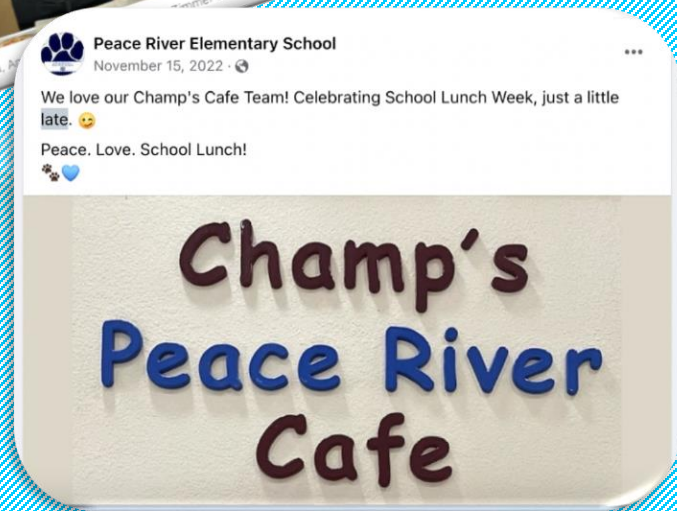 Peace River Elementary School
November 15, 2022 ·
We love our Champ's Cafe Team! Celebrating School Lunch Week, just a little
late. 😉
Peace. Love. School Lunch!
🐾💙
Champ's
Peace River
Cafe